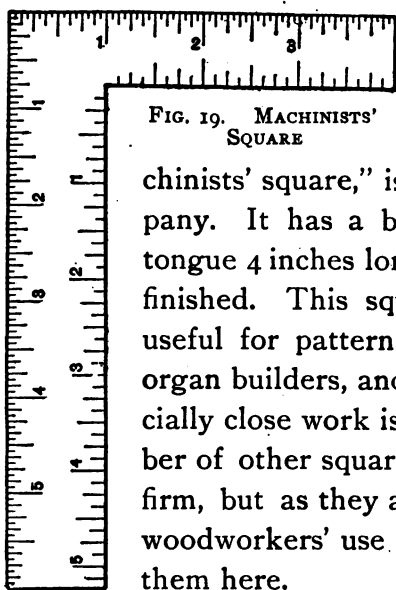 1 2 3
1
2
3
4
5
1
2
3
4
5
FIG. 19. MACHINISTS'
SQUARE
chinists' square," is
pany. It has a b
tongue 4 inches lon
finished. This squ
useful for pattern
organ builders, and
cially close work is
ber of other squar
firm, but as they a
woodworkers' use
them here.